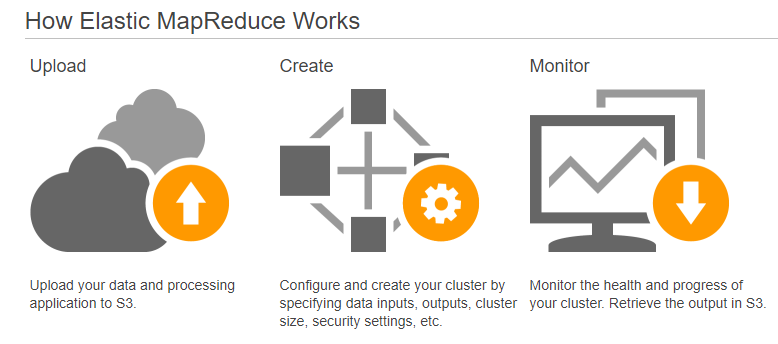 How Elastic MapReduce Works
Upload
Create
Monitor
Upload your data and processing
application to S3.
Configure and create your cluster by
specifying data inputs, outputs, cluster
size, security settings, etc.
Monitor the health and progress of
your cluster. Retrieve the output in S3.